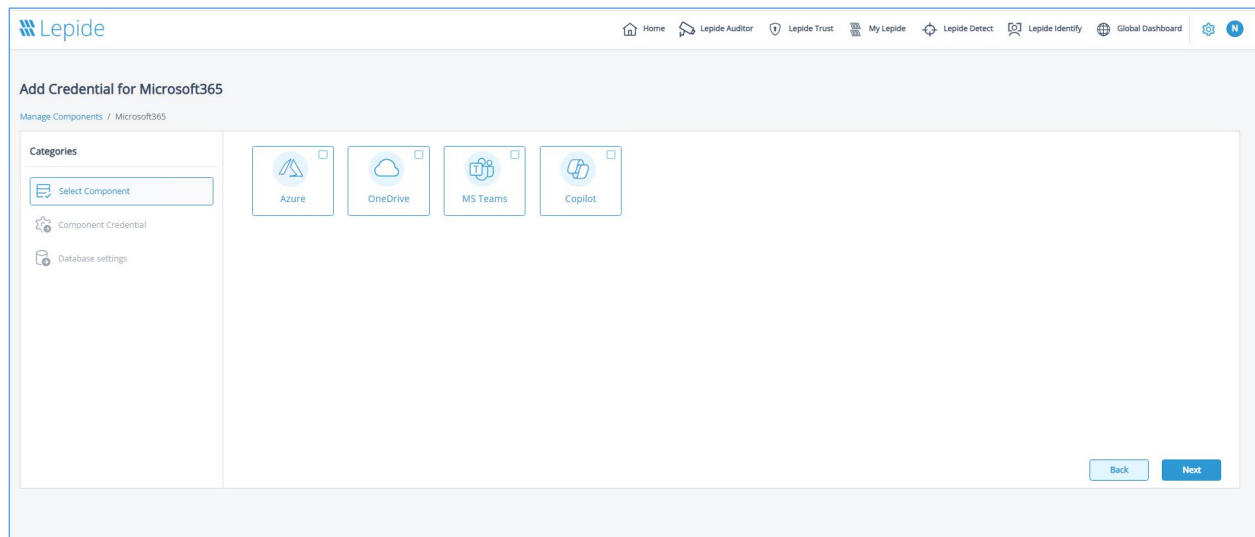 Lepide
Home Lepide Auditor Lepide Trust My Lepide Lepide Detect Lepide Identify Global Dashboard N
Add Credential for Microsoft365
Manage Components / Microsoft365
Categories
Select Component
Component Credential
Database settings
Azure OneDrive MS Teams Copilot
Back Next